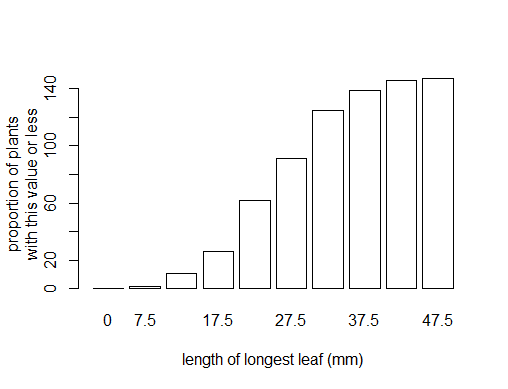 proportion of plants
with this value or less
140
100
60
20
0
0 7.5 17.5 27.5 37.5 47.5
length of longest leaf (mm)